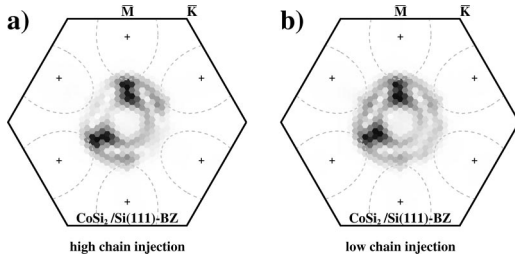 a)
M̅
K̅
CoSi₂/Si(111)-BZ
high chain injection
b)
M̅
K̅
CoSi₂/Si(111)-BZ
low chain injection